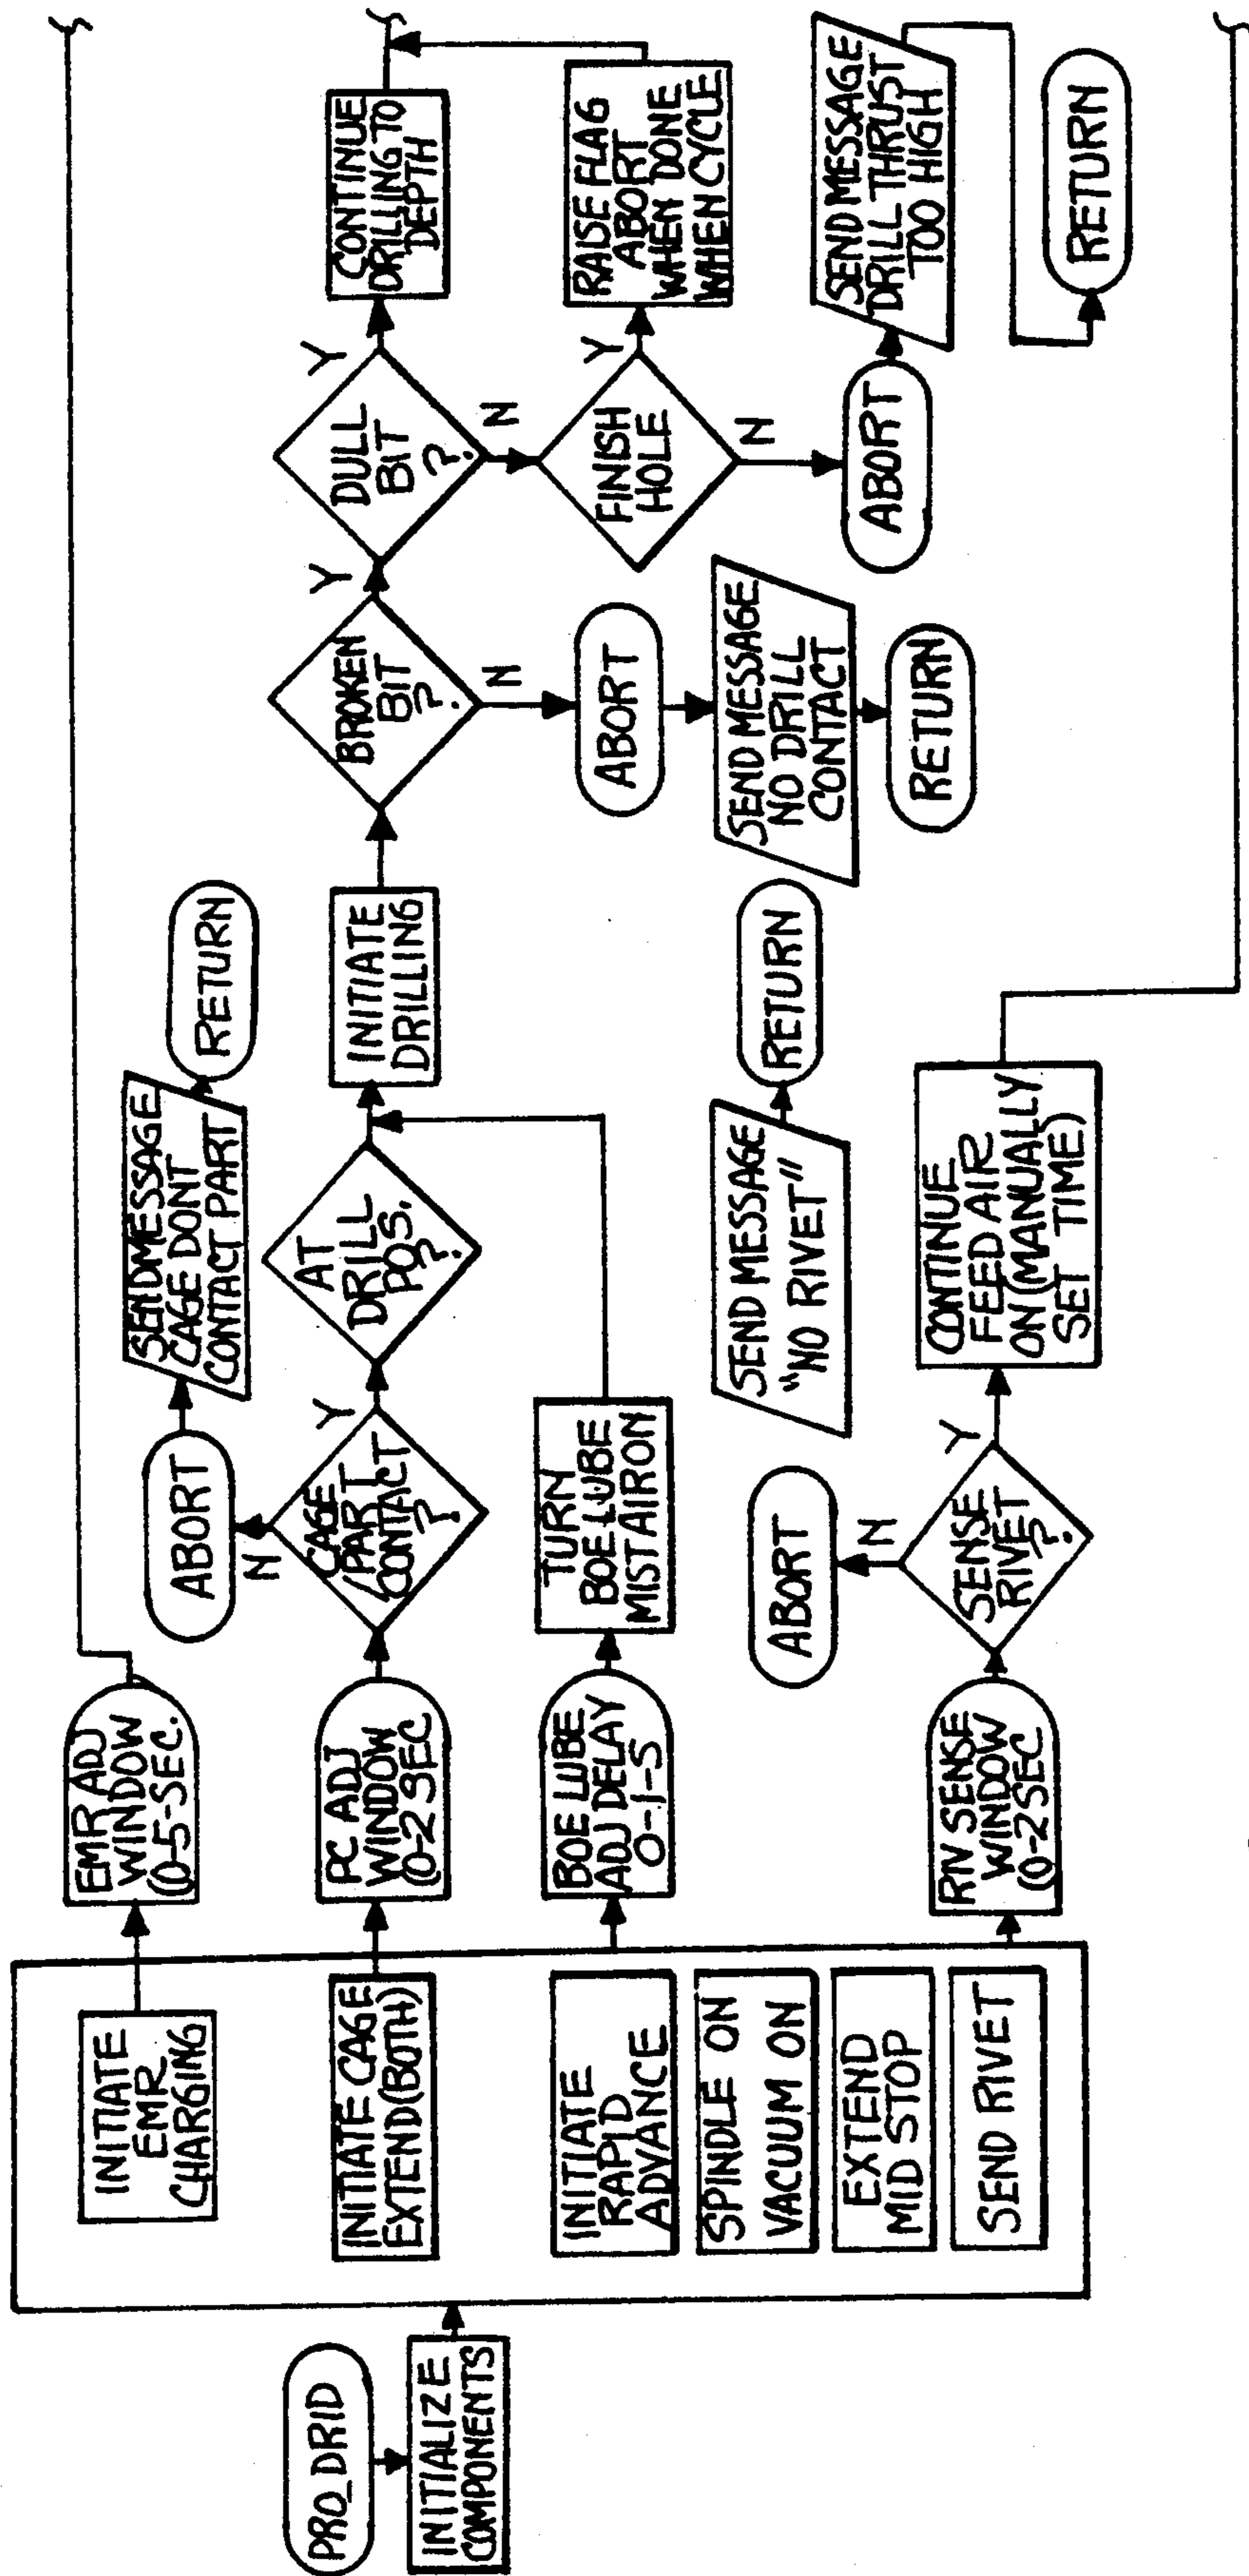 PRO_DRID
INITIALIZE
COMPONENTS
INITIATE
EMR
CHARGING
INITIATE CAGE
EXTEND(BOTH)
INITIATE
RAPID
ADVANCE
SPINDLE ON
VACUUM ON
EXTEND
MID STOP
SEND RIVET
EMR ADJ
WINDOW
(0-5-SEC.
PC ADJ
WINDOW
(0-2 SEC
BOE LUBE
ADJ DELAY
0-1-S
RIV SENSE
WINDOW
(0-2 SEC
ABORT
N
CAGE
/PART
CONTACT
?
Y
SEND MESSAGE
CAGE DONT
CONTACT PART
RETURN
AT
DRILL
POS.
?
TURN
BOE LUBE
MIST AIR ON
INITIATE
DRILLING
BROKEN
BIT
?
Y
N
ABORT
SEND MESSAGE
NO DRILL
CONTACT
RETURN
DULL
BIT
?
Y
N
CONTINUE
DRILLING TO
DEPTH
FINISH
HOLE
Y
N
RAISE FLAG
ABORT
WHEN DONE
WHEN CYCLE
ABORT
SEND MESSAGE
DRILL THRUST
TOO HIGH
RETURN
ABORT
N
SENSE
RIVET
?
Y
SEND MESSAGE
"NO RIVET"
RETURN
CONTINUE
FEED AIR
ON (MANUALLY
SET TIME)